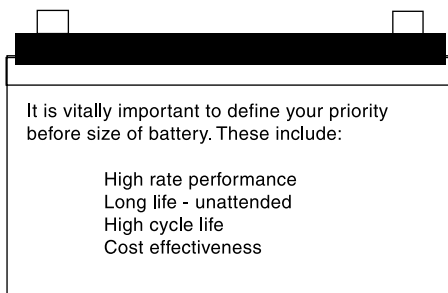 It is vitally important to define your priority
before size of battery. These include:
High rate performance
Long life - unattended
High cycle life
Cost effectiveness